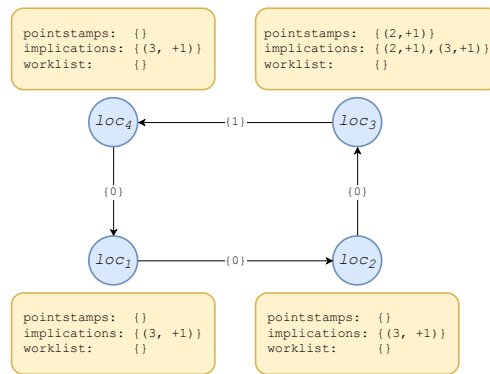 pointstamps: {}
implications: {(3, +1)}
worklist: {}
pointstamps: {(2,+1)}
implications: {(2,+1),(3,+1)}
worklist: {}
loc4
{1}
loc3
{0}
{0}
loc1
{0}
loc2
pointstamps: {}
implications: {(3, +1)}
worklist: {}
pointstamps: {}
implications: {(3, +1)}
worklist: {}